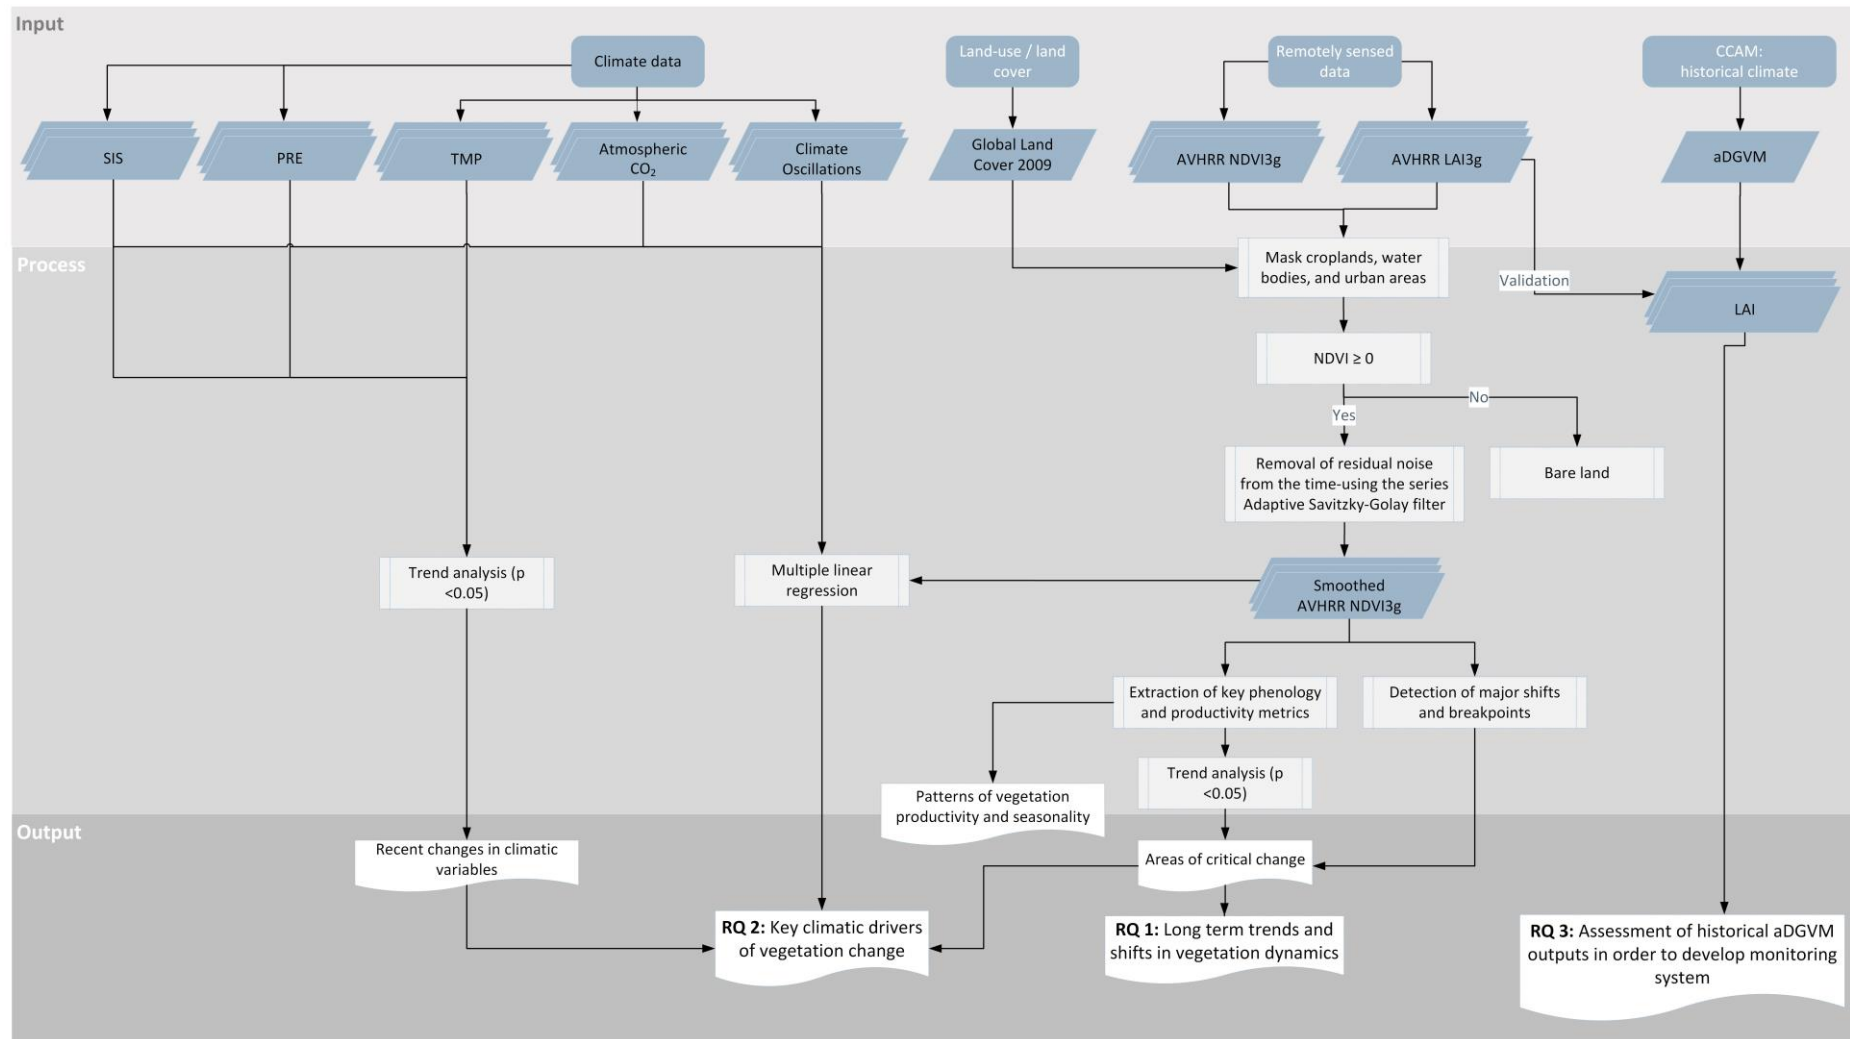 Input
Climate data
Land-use / land
cover
Remotely sensed
data
CCAM:
historical climate
SIS
PRE
TMP
Atmospheric
CO₂
Climate
Oscillations
Global Land
Cover 2009
AVHRR NDVI3g
AVHRR LAI3g
aDGVM
Process
Mask croplands, water
bodies, and urban areas
Validation
LAI
NDVI ≥ 0
No
Yes
Removal of residual noise
from the time-using the series
Adaptive Savitzky-Golay filter
Bare land
Trend analysis (p
<0.05)
Multiple linear
regression
Smoothed
AVHRR NDVI3g
Extraction of key phenology
and productivity metrics
Detection of major shifts
and breakpoints
Trend analysis (p
<0.05)
Patterns of vegetation
productivity and seasonality
Output
Recent changes in climatic
variables
Areas of critical change
RQ 2: Key climatic drivers
of vegetation change
RQ 1: Long term trends and
shifts in vegetation dynamics
RQ 3: Assessment of historical aDGVM
outputs in order to develop monitoring
system